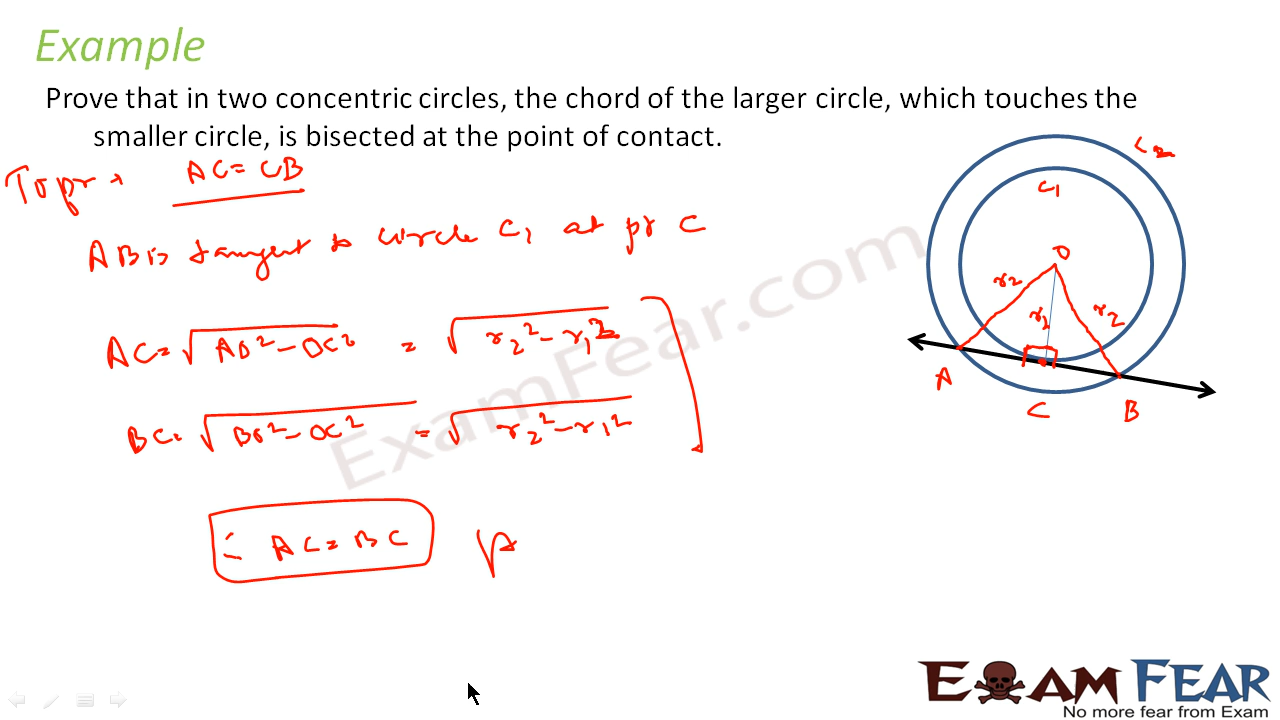 Example
Prove that in two concentric circles, the chord of the larger circle, which touches the
smaller circle, is bisected at the point of contact.
To pr → AC = CB
AB is tangent to circle C₁ at pt C
AC = √AO² - OC² = √r₂² - r₁²
BC = √BO² - OC² = √r₂² - r₁²
∴ AC = BC
C₂
C₁
O
r₂
r₁
r₂
A
C
B
ExamFear.com
EXAM FEAR
No more fear from Exam